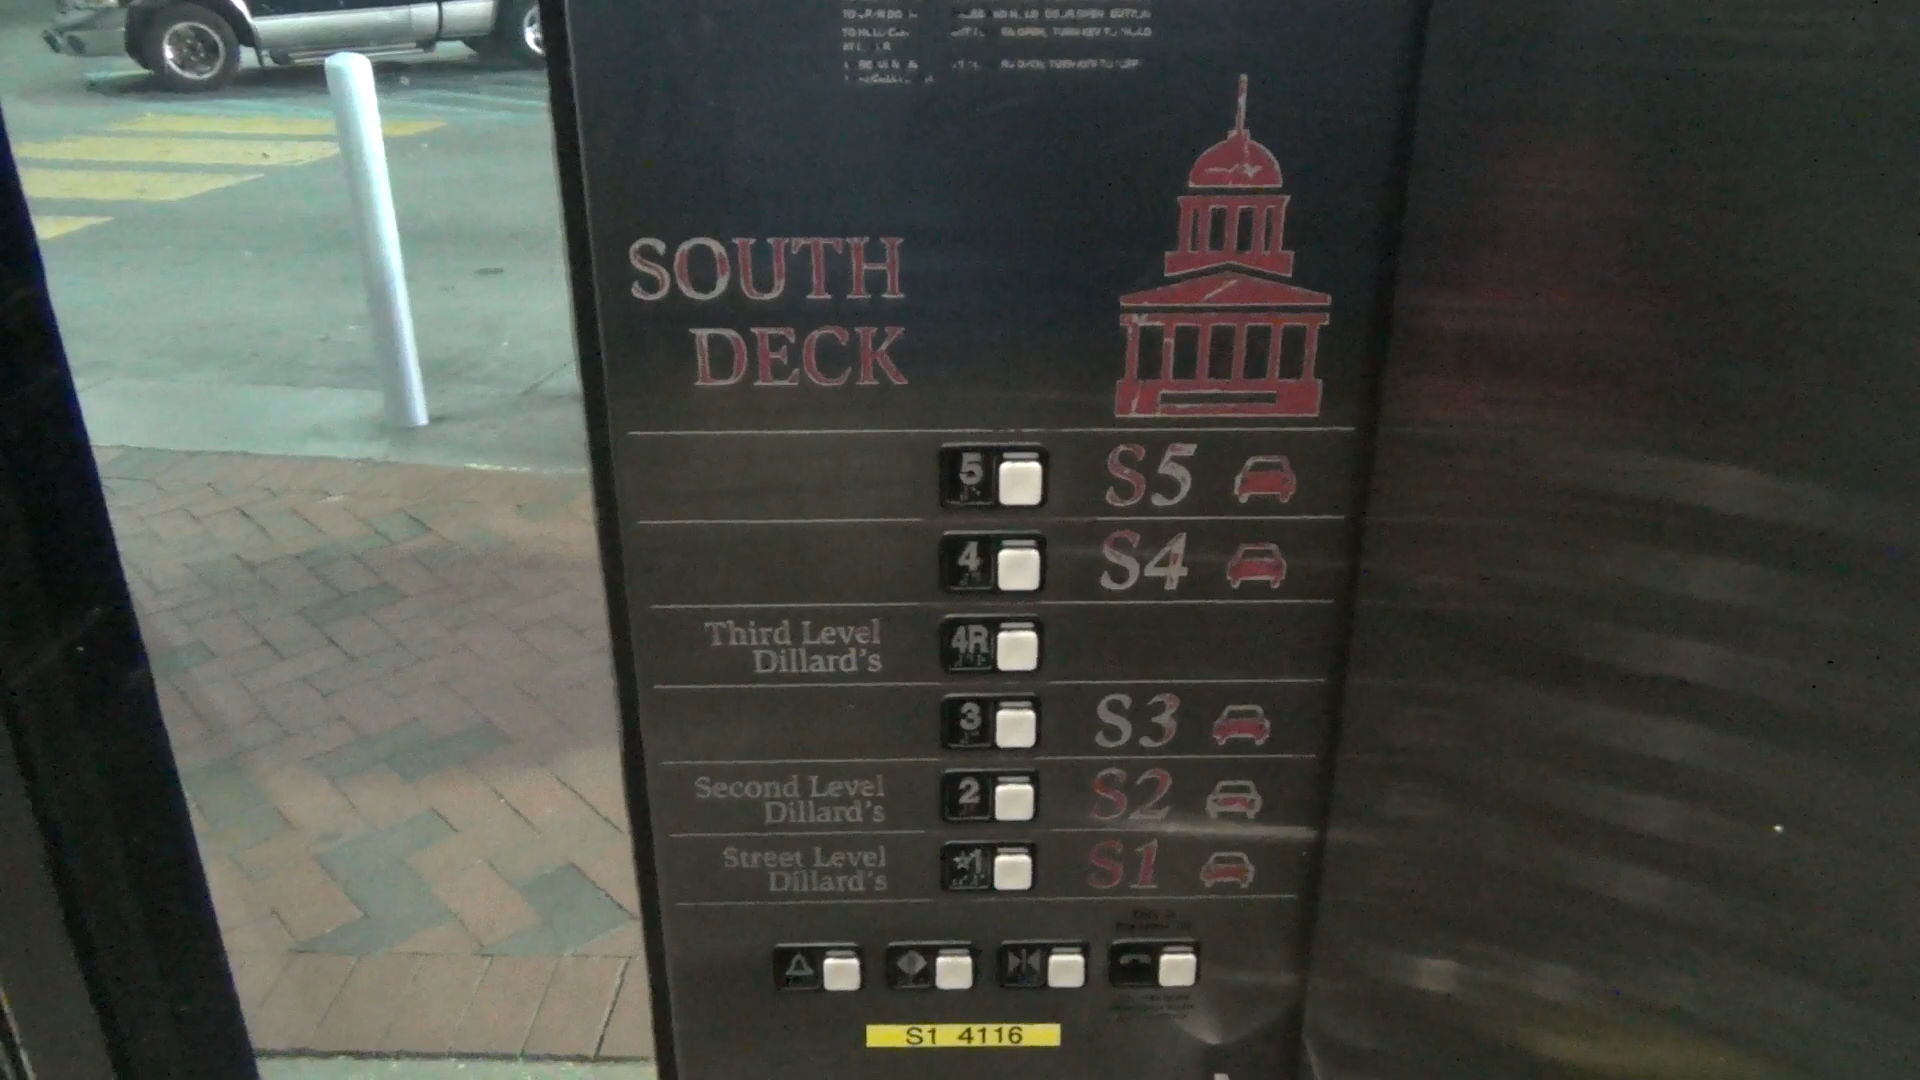 SOUTH
DECK
5 S5
4 S4
Third Level
Dillard's
4R
3 S3
Second Level
Dillard's
2 S2
Street Level
Dillard's
☆1 S1
S1 4116